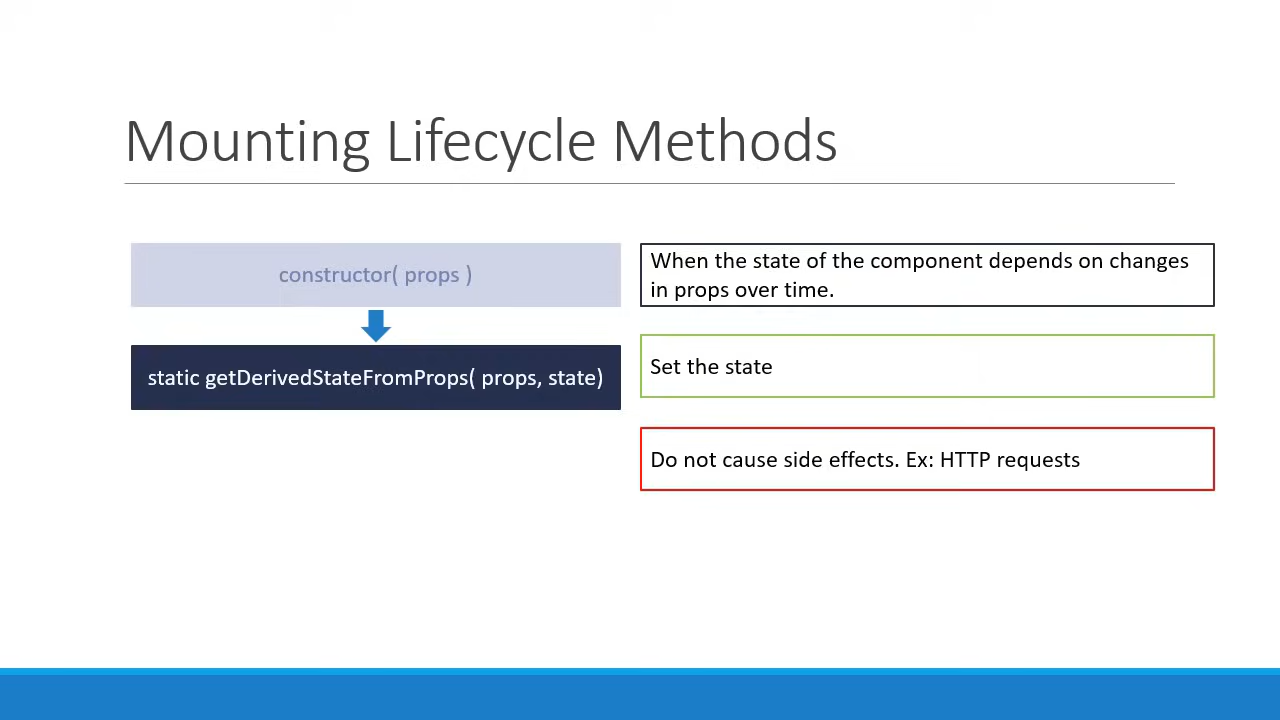 Mounting Lifecycle Methods
constructor( props )
static getDerivedStateFromProps( props, state)
When the state of the component depends on changes
in props over time.
Set the state
Do not cause side effects. Ex: HTTP requests